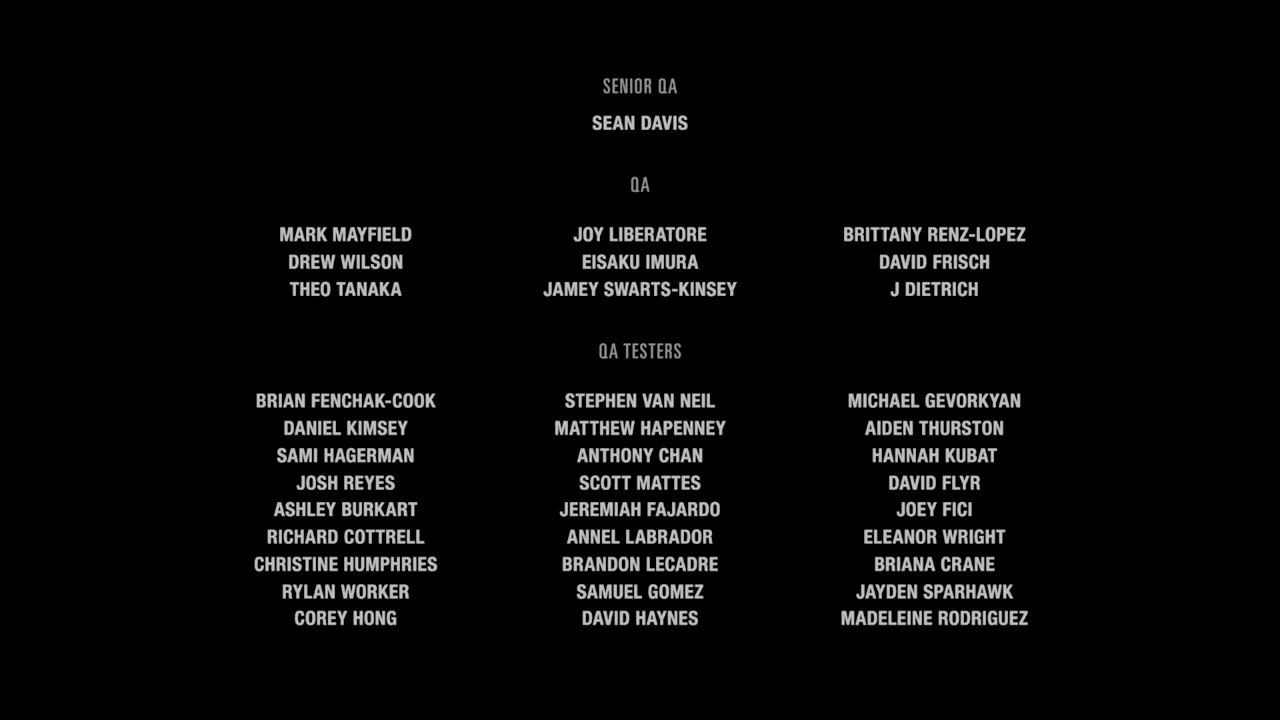 SENIOR QA
SEAN DAVIS
QA
MARK MAYFIELD JOY LIBERATORE BRITTANY RENZ-LOPEZ
DREW WILSON EISAKU IMURA DAVID FRISCH
THEO TANAKA JAMEY SWARTS-KINSEY J DIETRICH
QA TESTERS
BRIAN FENCHAK-COOK STEPHEN VAN NEIL MICHAEL GEVORKYAN
DANIEL KIMSEY MATTHEW HAPENNEY AIDEN THURSTON
SAMI HAGERMAN ANTHONY CHAN HANNAH KUBAT
JOSH REYES SCOTT MATTES DAVID FLYR
ASHLEY BURKART JEREMIAH FAJARDO JOEY FICI
RICHARD COTTRELL ANNEL LABRADOR ELEANOR WRIGHT
CHRISTINE HUMPHRIES BRANDON LECADRE BRIANA CRANE
RYLAN WORKER SAMUEL GOMEZ JAYDEN SPARHAWK
COREY HONG DAVID HAYNES MADELEINE RODRIGUEZ